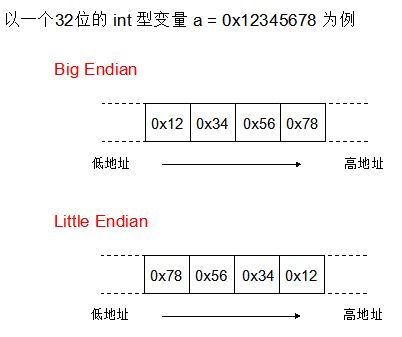 以一个32位的 int 型变量 a = 0x12345678 为例
Big Endian
0x12 0x34 0x56 0x78
低地址 高地址
Little Endian
0x78 0x56 0x34 0x12
低地址 高地址